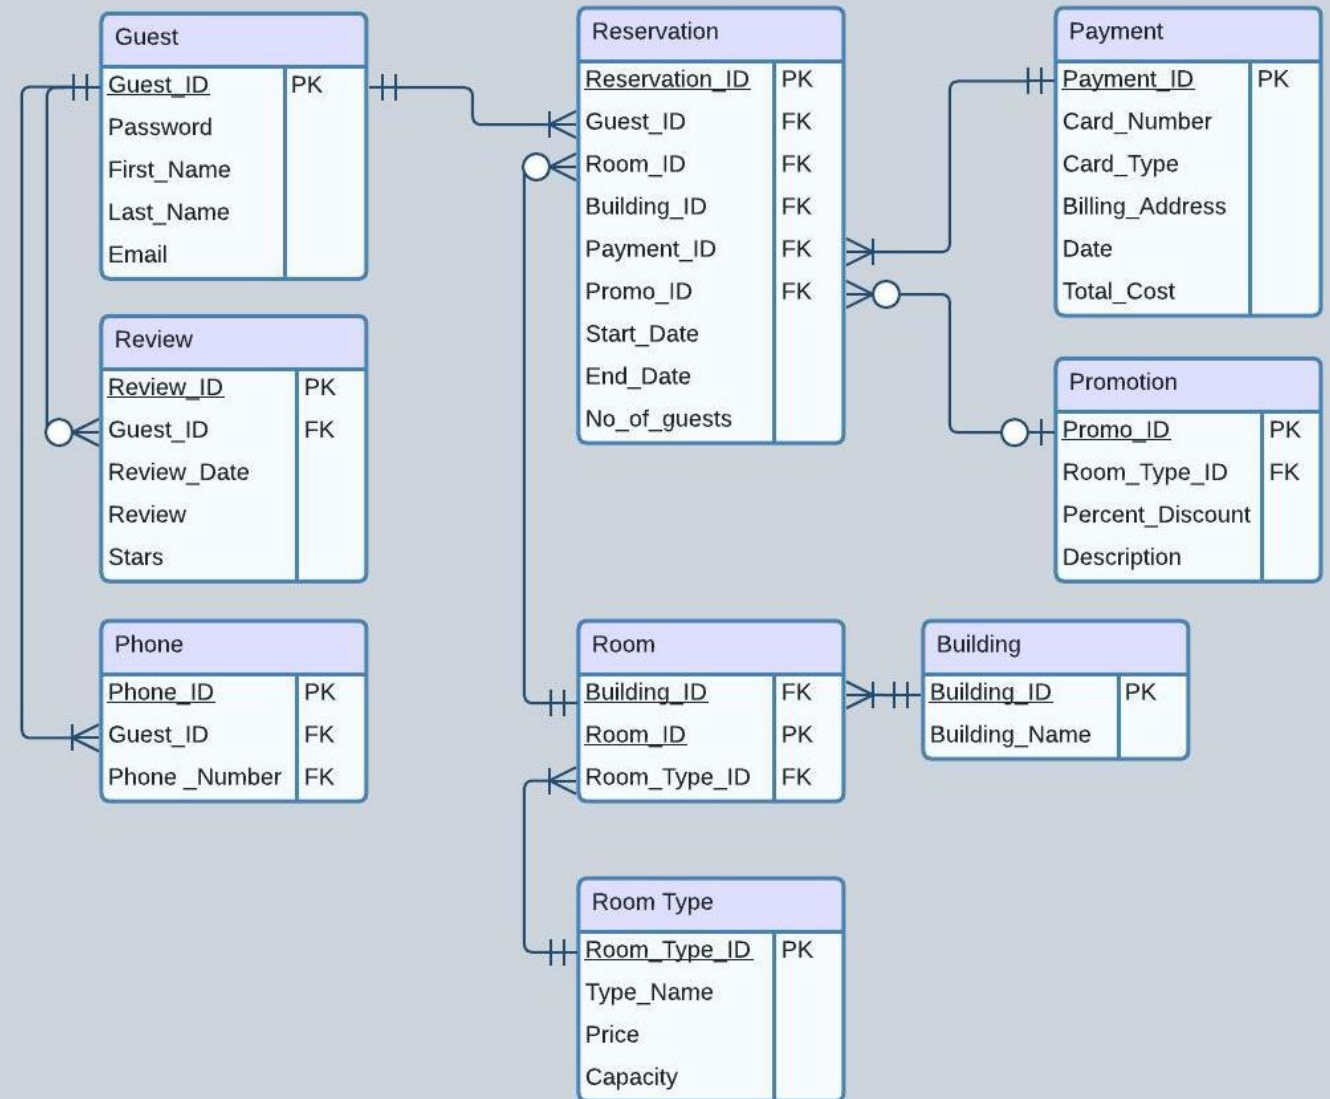 Guest
Guest_ID PK
Password
First_Name
Last_Name
Email
Review
Review_ID PK
Guest_ID FK
Review_Date
Review
Stars
Phone
Phone_ID PK
Guest_ID FK
Phone _Number FK
Reservation
Reservation_ID PK
Guest_ID FK
Room_ID FK
Building_ID FK
Payment_ID FK
Promo_ID FK
Start_Date
End_Date
No_of_guests
Payment
Payment_ID PK
Card_Number
Card_Type
Billing_Address
Date
Total_Cost
Promotion
Promo_ID PK
Room_Type_ID FK
Percent_Discount
Description
Room
Building_ID FK
Room_ID PK
Room_Type_ID FK
Building
Building_ID PK
Building_Name
Room Type
Room_Type_ID PK
Type_Name
Price
Capacity